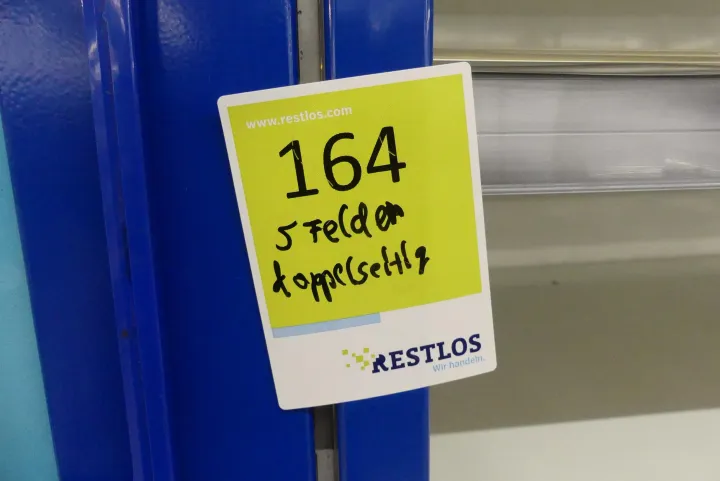 www.restlos.com
164
5 Felder
doppelseitig
RESTLOS
Wir handeln.